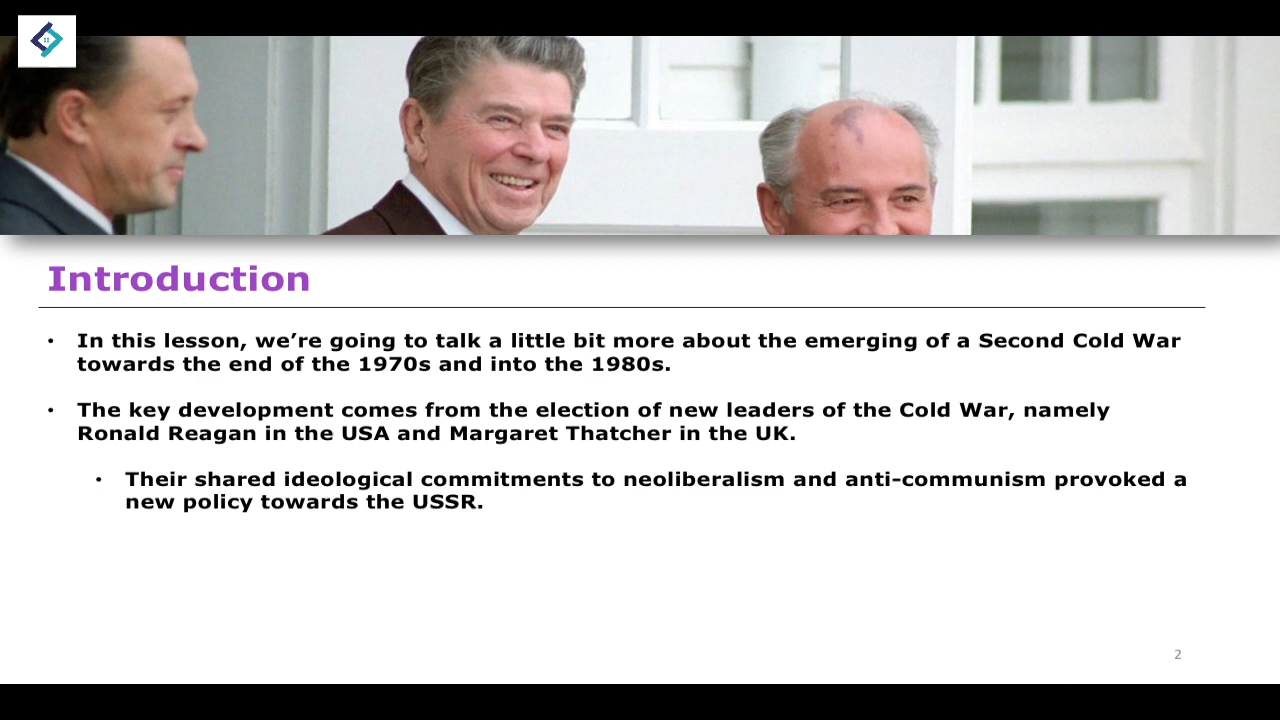 Introduction
• In this lesson, we’re going to talk a little bit more about the emerging of a Second Cold War
towards the end of the 1970s and into the 1980s.
• The key development comes from the election of new leaders of the Cold War, namely
Ronald Reagan in the USA and Margaret Thatcher in the UK.
• Their shared ideological commitments to neoliberalism and anti-communism provoked a
new policy towards the USSR.
2